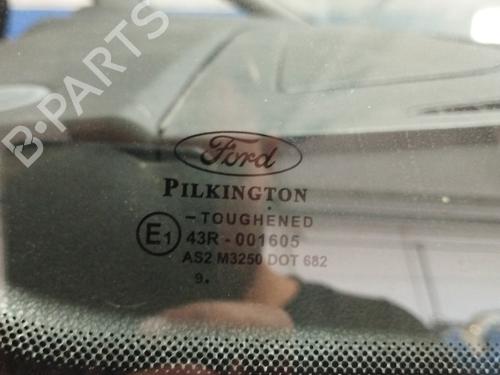 B-PARTS
Ford
PILKINGTON
-TOUGHENED
E1 43R-001605
AS2 M3250 DOT 682
9.